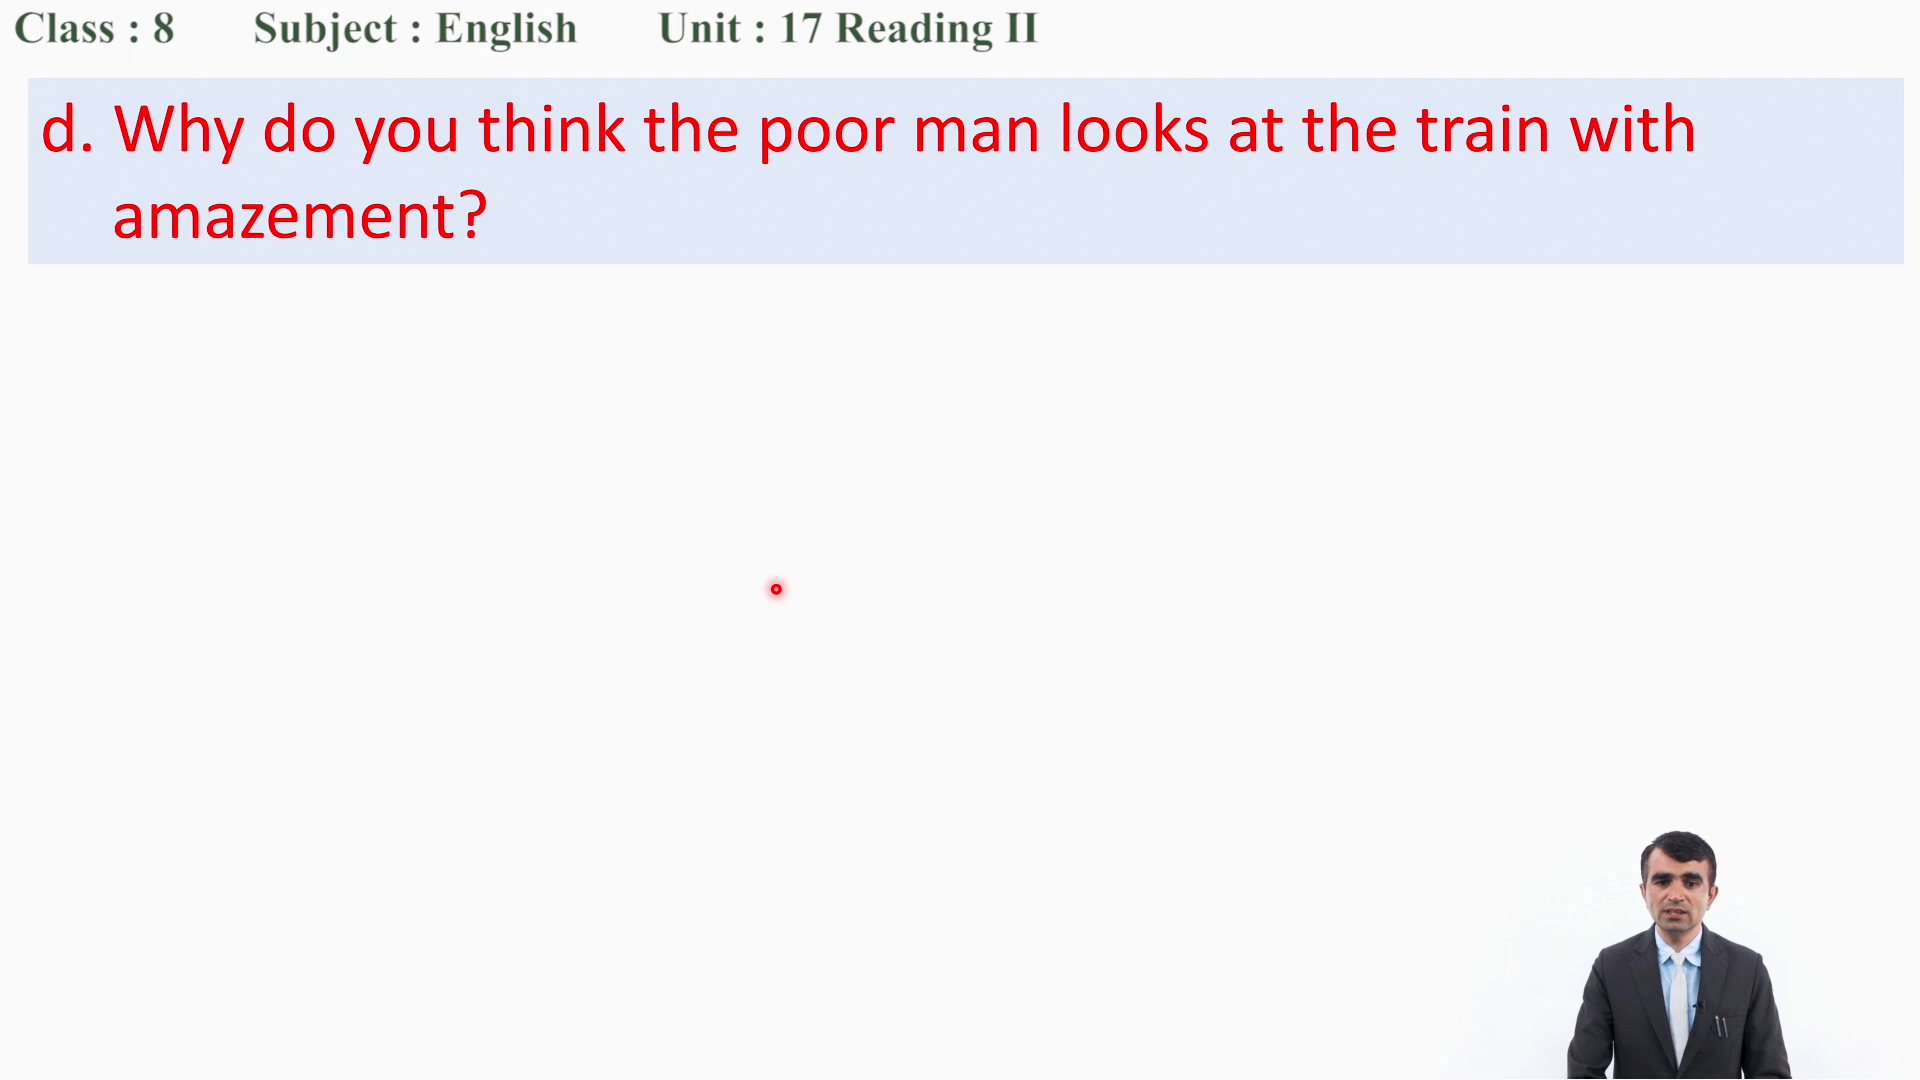 Class : 8 Subject : English Unit : 17 Reading II
d. Why do you think the poor man looks at the train with
amazement?